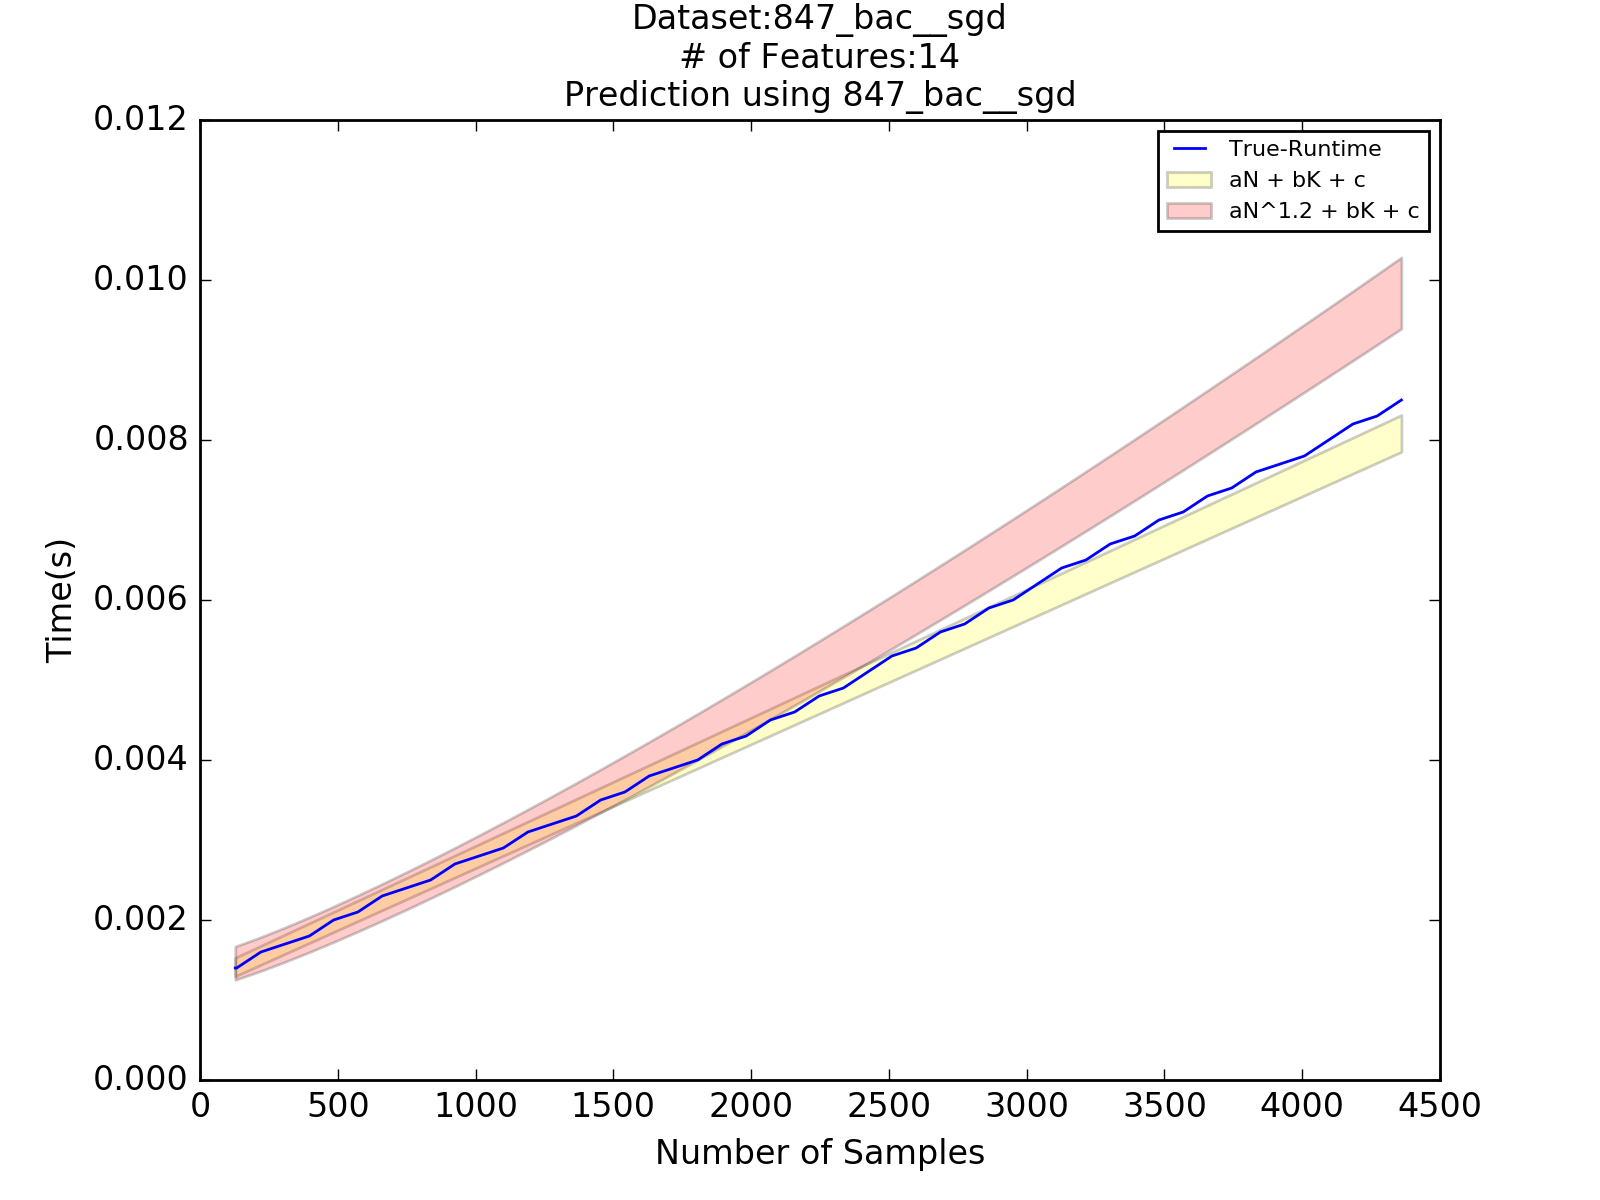 Dataset:847_bac__sgd
# of Features:14
Prediction using 847_bac__sgd
0.012
0.010
0.008
0.006
0.004
0.002
0.000
Time(s)
True-Runtime
aN + bK + c
aN^1.2 + bK + c
0 500 1000 1500 2000 2500 3000 3500 4000 4500
Number of Samples